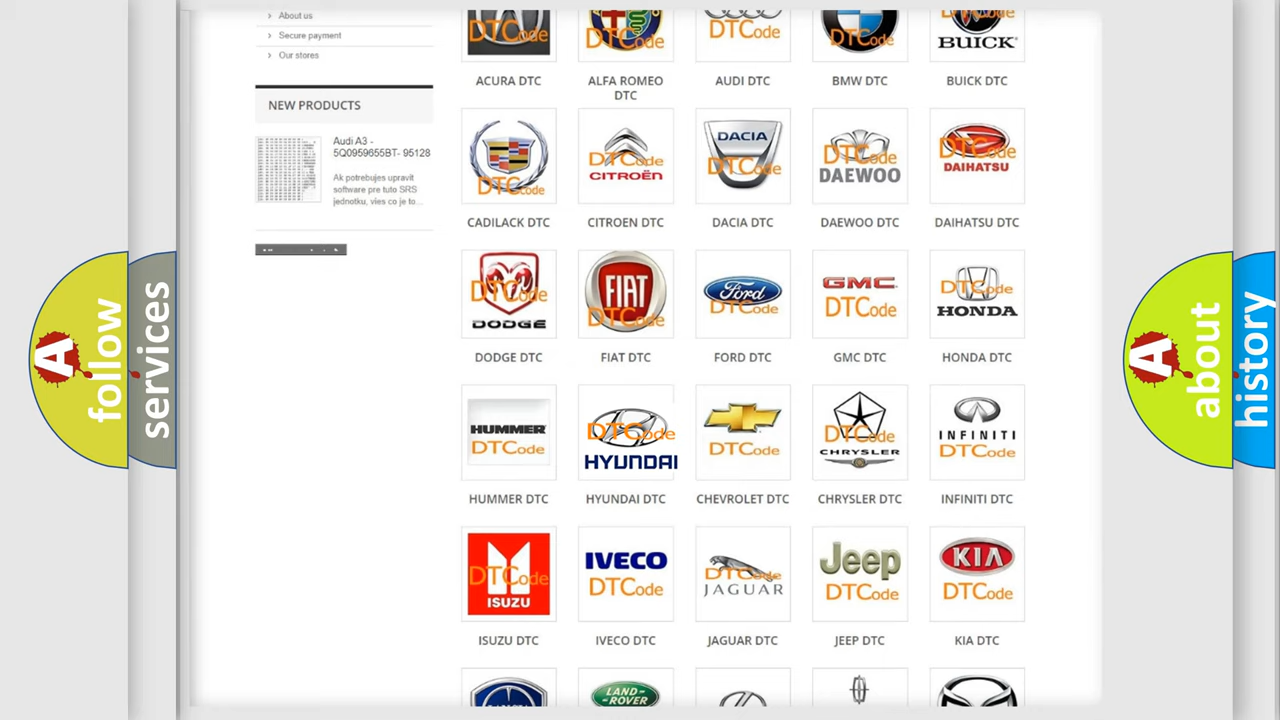 About us
Secure payment
Our stores
NEW PRODUCTS
Audi A3 -
5Q0959655BT- 95128
Ak potrebujes upravit
software pre tuto SRS
jednotku, vies co je to...
DTCode
DTCode
DTCode
DTCode
BUICK
ACURA DTC
ALFA ROMEO
DTC
AUDI DTC
BMW DTC
BUICK DTC
DTCode
DTCode
CITROËN
DACIA
DTCode
DTCode
DAEWOO
DTCode
DAIHATSU
CADILACK DTC
CITROEN DTC
DACIA DTC
DAEWOO DTC
DAIHATSU DTC
DTCode
DODGE
FIAT
DTCode
Ford
DTCode
GMC
DTCode
DTCode
HONDA
DODGE DTC
FIAT DTC
FORD DTC
GMC DTC
HONDA DTC
HUMMER
DTCode
DTCode
HYUNDAI
DTCode
DTCode
CHRYSLER
INFINITI
DTCode
HUMMER DTC
HYUNDAI DTC
CHEVROLET DTC
CHRYSLER DTC
INFINITI DTC
DTCode
ISUZU
IVECO
DTCode
DTCode
JAGUAR
Jeep
DTCode
KIA
DTCode
ISUZU DTC
IVECO DTC
JAGUAR DTC
JEEP DTC
KIA DTC
LAND-
ROVER
A follow
services
A about
history